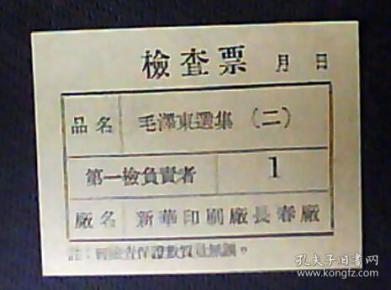 檢查票 月 日
品名 毛澤東選集(二)
第一檢負責者 1
廠名 新華印刷廠長春廠
孔夫子旧书网
www.kongfz.com